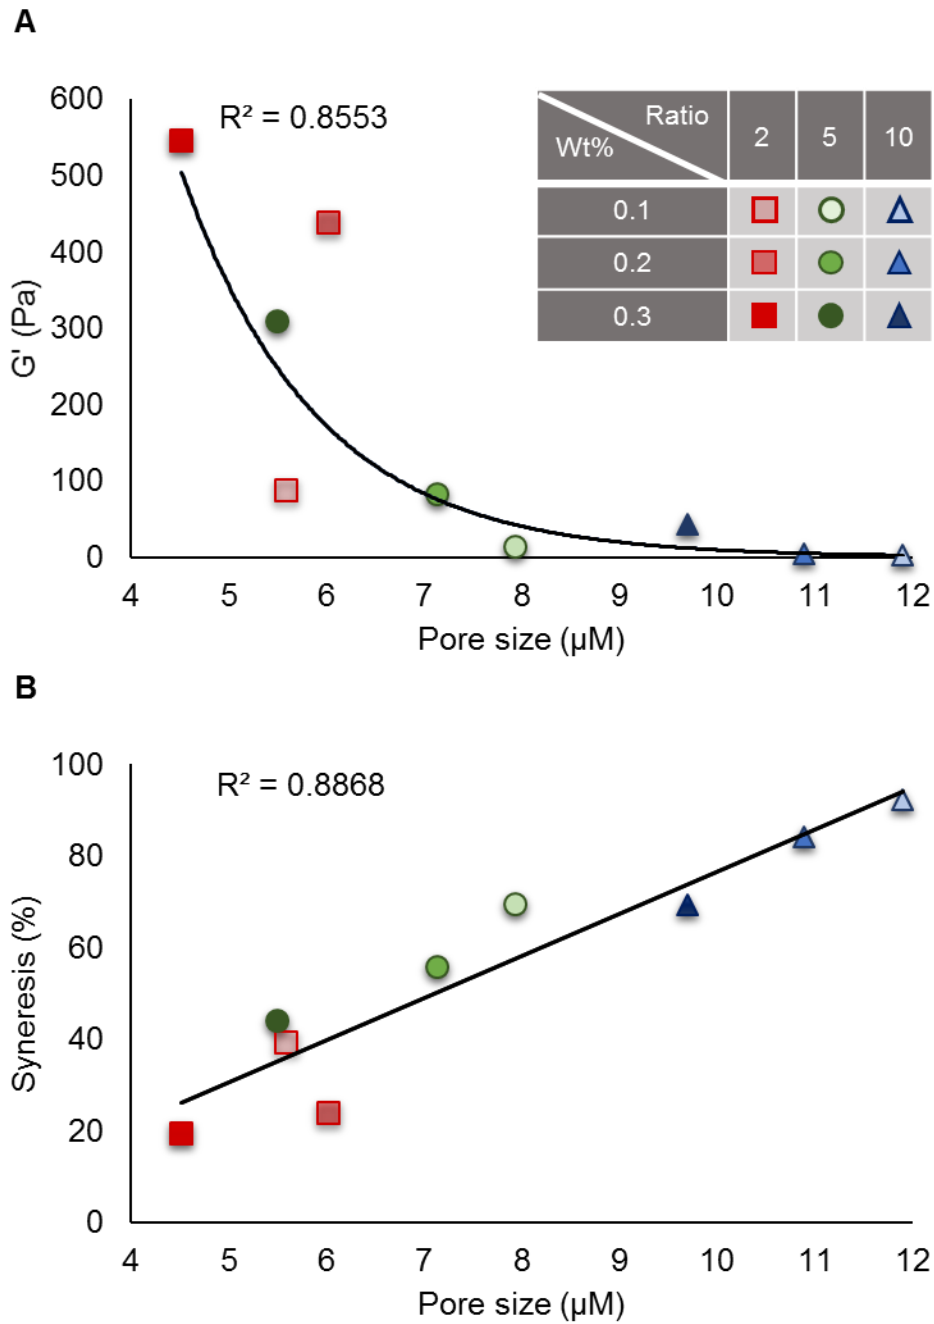 A
R² = 0.8553
Ratio
Wt%
2 5 10
0.1
0.2
0.3
600
500
400
300
200
100
0
G' (Pa)
4 5 6 7 8 9 10 11 12
Pore size (µM)
B
R² = 0.8868
100
80
60
40
20
0
Syneresis (%)
4 5 6 7 8 9 10 11 12
Pore size (µM)